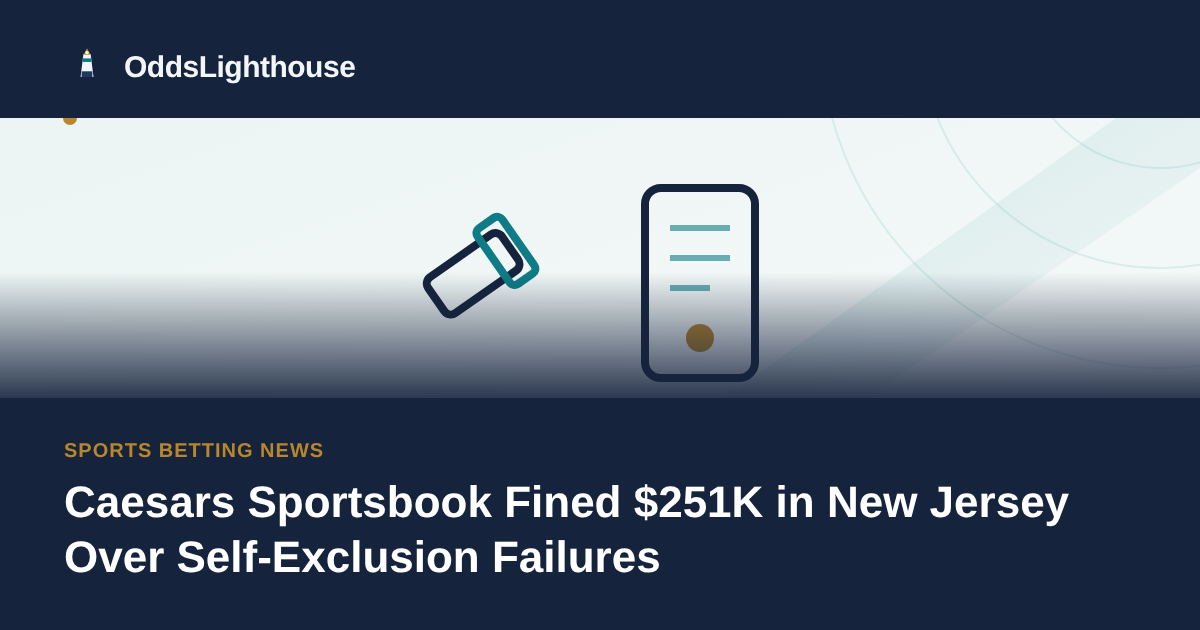 OddsLighthouse
SPORTS BETTING NEWS
Caesars Sportsbook Fined $251K in New Jersey
Over Self-Exclusion Failures